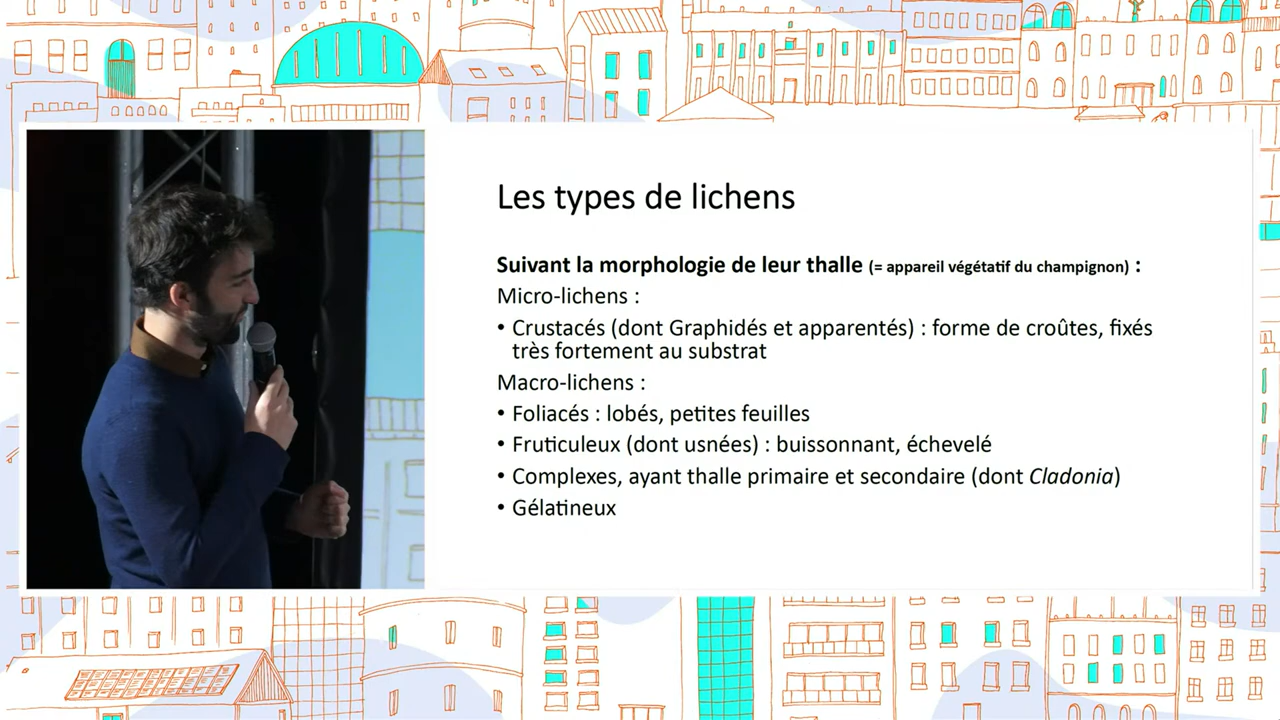 Les types de lichens
Suivant la morphologie de leur thalle (= appareil végétatif du champignon) :
Micro-lichens :
• Crustacés (dont Graphidés et apparentés) : forme de croûtes, fixés
très fortement au substrat
Macro-lichens :
• Foliacés : lobés, petites feuilles
• Fruticuleux (dont usnées) : buissonnant, échevelé
• Complexes, ayant thalle primaire et secondaire (dont Cladonia)
• Gélatineux